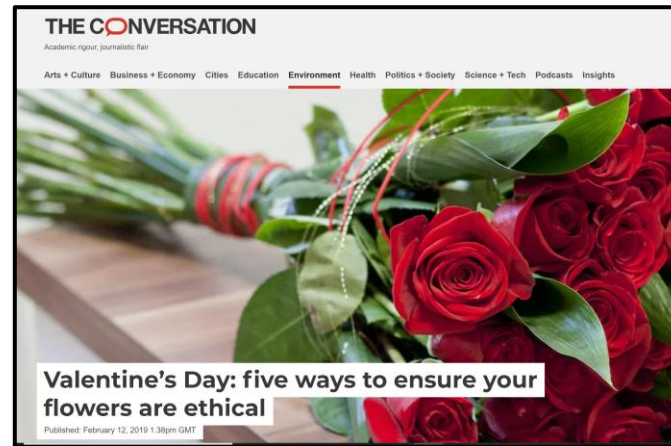 THE CONVERSATION
Academic rigour, journalistic flair
Arts + Culture Business + Economy Cities Education Environment Health Politics + Society Science + Tech Podcasts Insights
Valentine's Day: five ways to ensure your
flowers are ethical
Published: February 12, 2019 1.38pm GMT